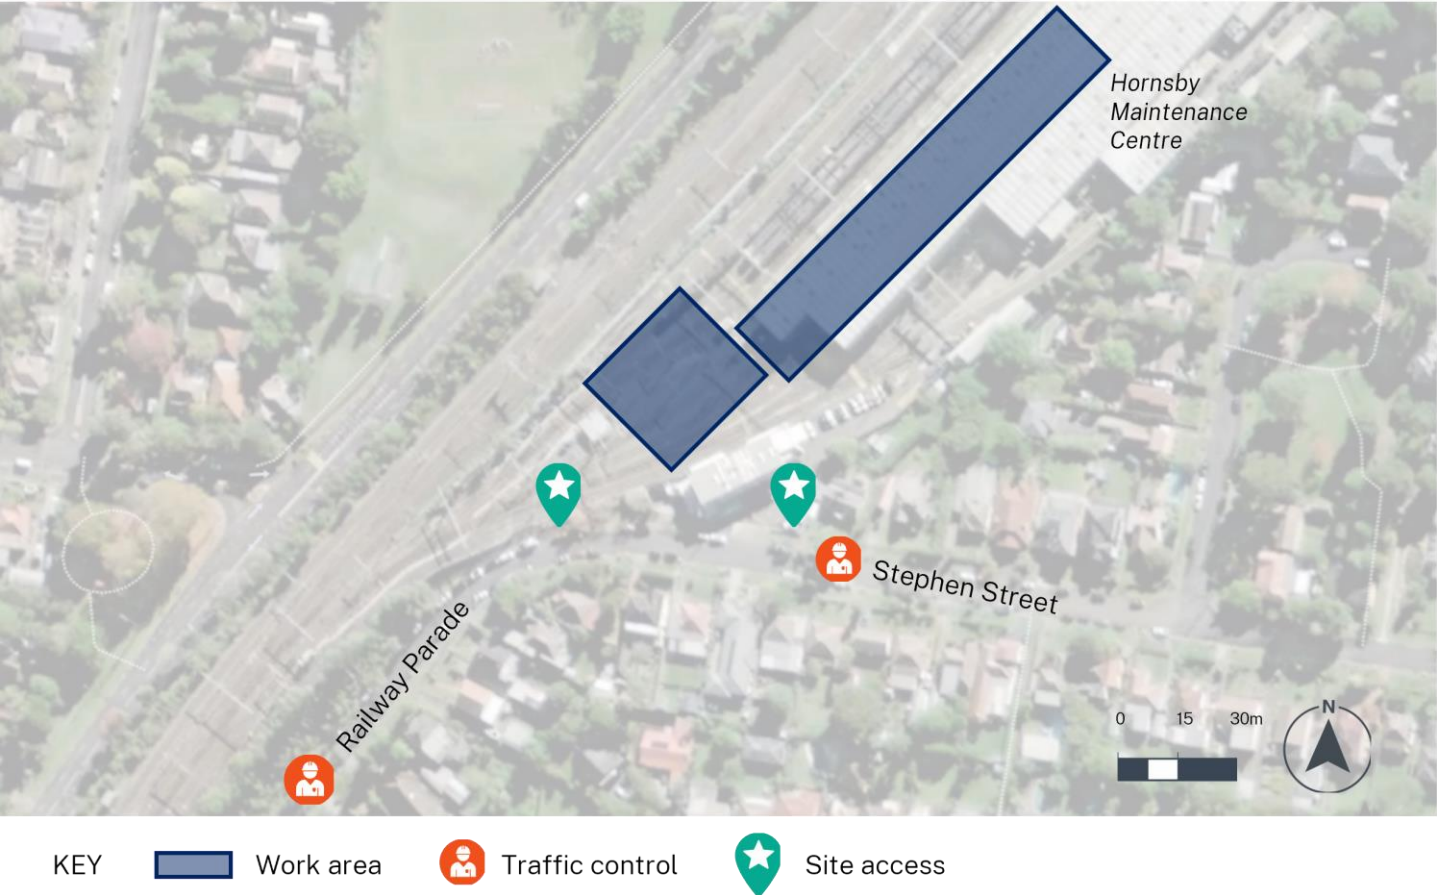 Hornsby
Maintenance
Centre
Stephen Street
Railway Parade
0 15 30m
N
KEY Work area Traffic control Site access